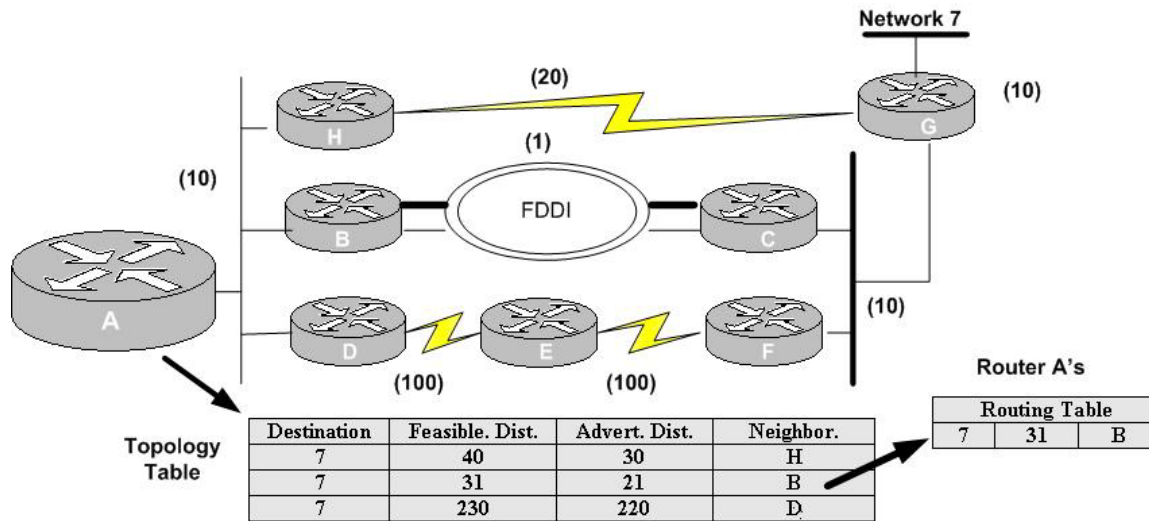 Network 7
(20)
(10)
H
G
(1)
(10)
FDDI
B
C
A
(10)
D
E
F
(100)
(100)
Router A's
Topology
Table
Destination Feasible. Dist. Advert. Dist. Neighbor.
7 40 30 H
7 31 21 B
7 230 220 D
Routing Table
7 31 B